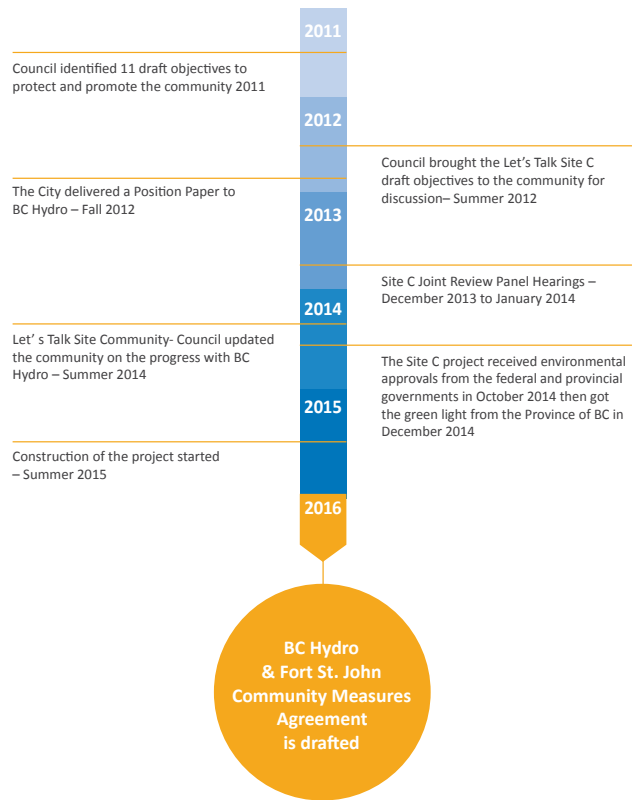 2011
Council identified 11 draft objectives to
protect and promote the community 2011
2012
Council brought the Let's Talk Site C
draft objectives to the community for
discussion– Summer 2012
The City delivered a Position Paper to
BC Hydro – Fall 2012
2013
Site C Joint Review Panel Hearings –
December 2013 to January 2014
2014
Let' s Talk Site Community- Council updated
the community on the progress with BC
Hydro – Summer 2014
The Site C project received environmental
approvals from the federal and provincial
governments in October 2014 then got
the green light from the Province of BC in
December 2014
2015
Construction of the project started
– Summer 2015
2016
BC Hydro
& Fort St. John
Community Measures
Agreement
is drafted